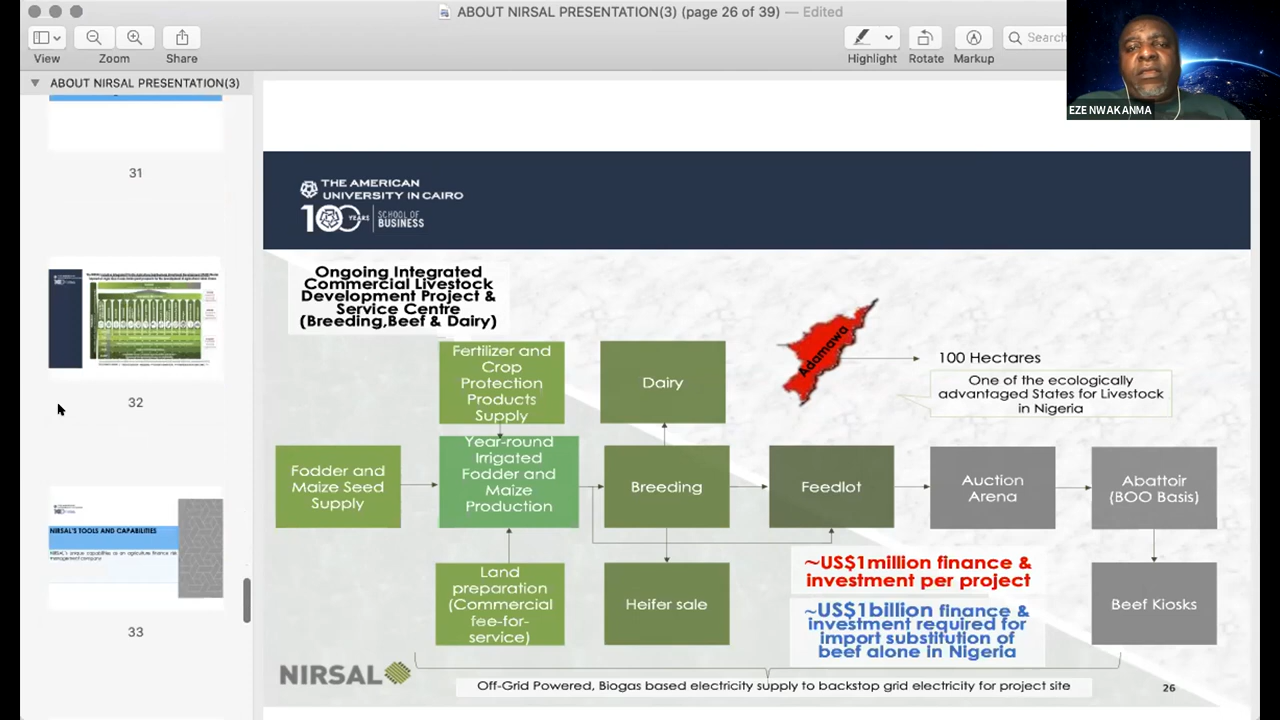 ABOUT NIRSAL PRESENTATION(3) (page 26 of 39) — Edited
View
Zoom
Share
Highlight
Rotate
Markup
Search
EZE NWAKANMA
ABOUT NIRSAL PRESENTATION(3)
31
32
NIRSAL'S TOOLS AND CAPABILITIES
33
THE AMERICAN
UNIVERSITY IN CAIRO
100 YEARS
SCHOOL OF
BUSINESS
Ongoing Integrated
Commercial Livestock
Development Project &
Service Centre
(Breeding,Beef & Dairy)
Fertilizer and
Crop
Protection
Products
Supply
Dairy
Adamawa
100 Hectares
One of the ecologically
advantaged States for Livestock
in Nigeria
Fodder and
Maize Seed
Supply
Year-round
Irrigated
Fodder and
Maize
Production
Breeding
Feedlot
Auction
Arena
Abattoir
(BOO Basis)
Land
preparation
(Commercial
fee-for-
service)
Heifer sale
~US$1million finance &
investment per project
~US$1billion finance &
investment required for
import substitution of
beef alone in Nigeria
Beef Kiosks
NIRSAL
Off-Grid Powered, Biogas based electricity supply to backstop grid electricity for project site
26